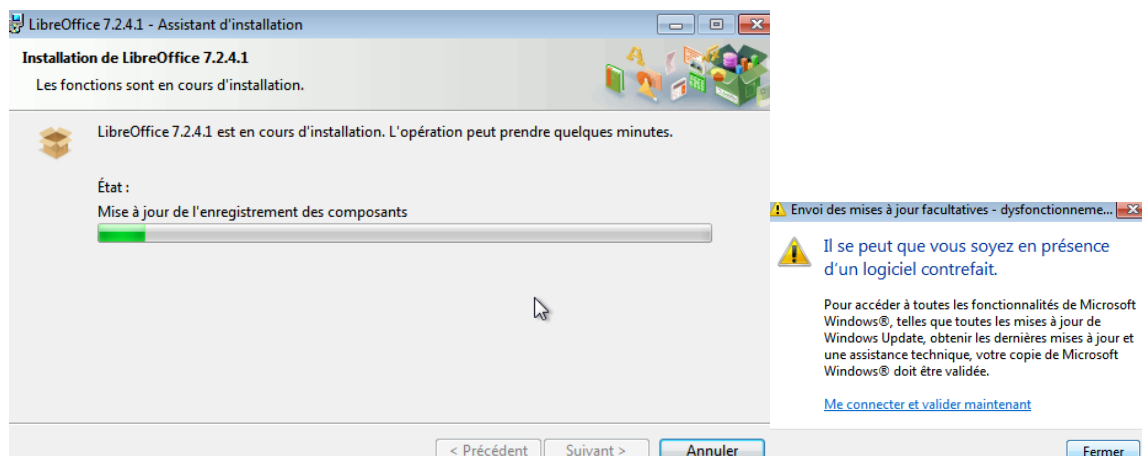 LibreOffice 7.2.4.1 - Assistant d'installation
Installation de LibreOffice 7.2.4.1
Les fonctions sont en cours d'installation.
LibreOffice 7.2.4.1 est en cours d'installation. L'opération peut prendre quelques minutes.
État :
Mise à jour de l'enregistrement des composants
< Précédent
Suivant >
Annuler
Envoi des mises à jour facultatives - dysfonctionneme...
Il se peut que vous soyez en présence
d'un logiciel contrefait.
Pour accéder à toutes les fonctionnalités de Microsoft
Windows®, telles que toutes les mises à jour de
Windows Update, obtenir les dernières mises à jour et
une assistance technique, votre copie de Microsoft
Windows® doit être validée.
Me connecter et valider maintenant
Fermer